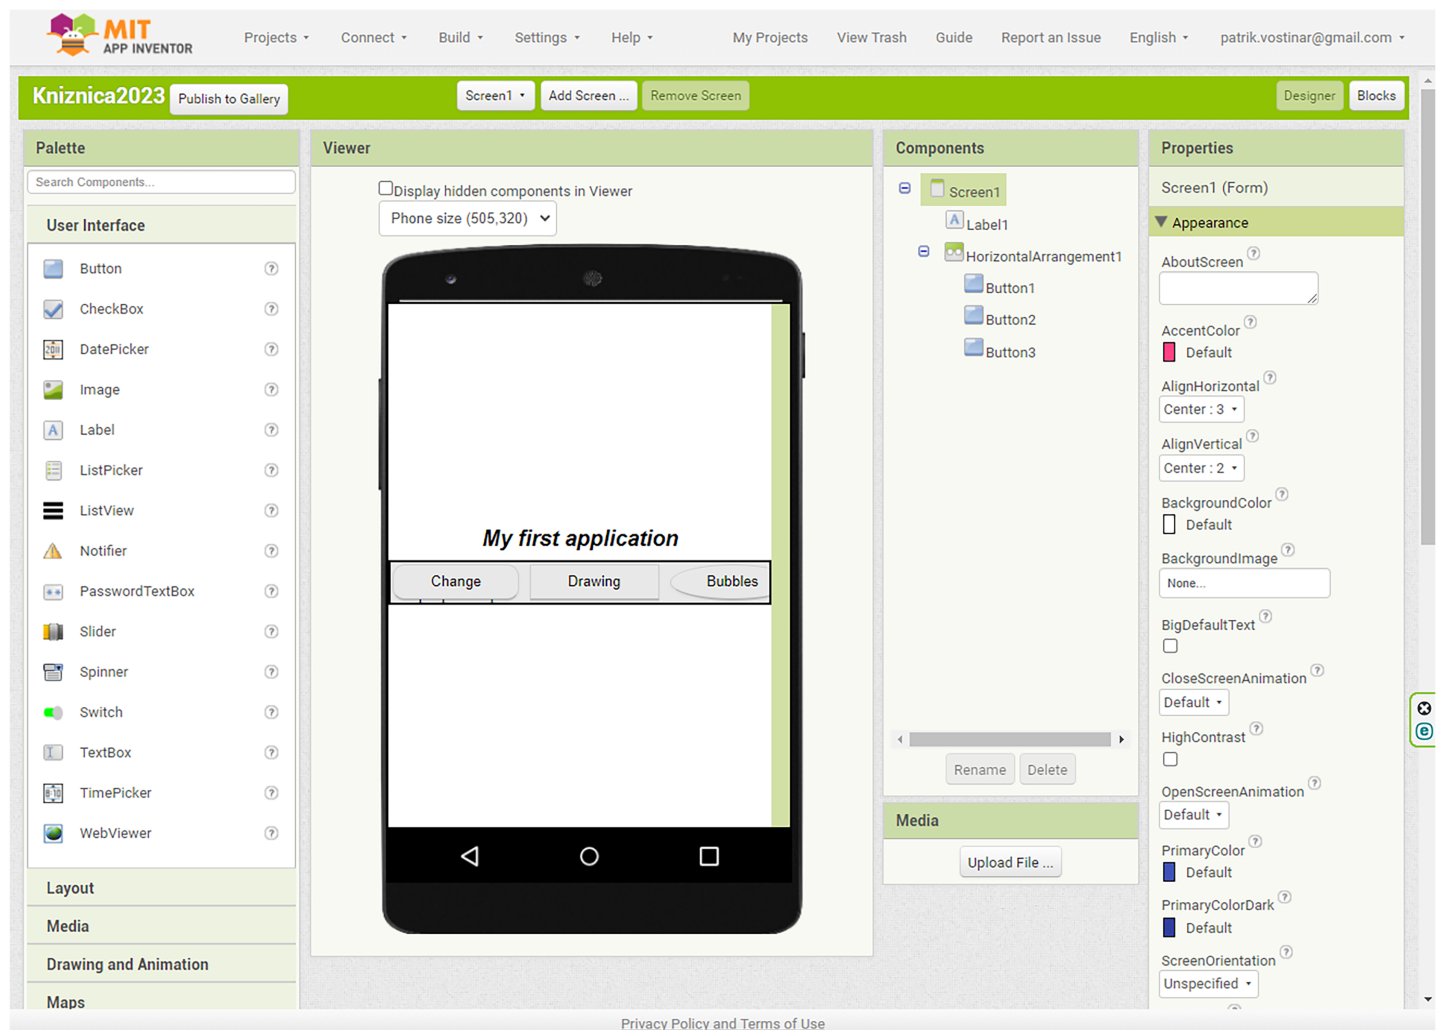 MIT
APP INVENTOR
Projects
Connect
Build
Settings
Help
My Projects
View Trash
Guide
Report an Issue
English
patrik.vostinar@gmail.com
Kniznica2023
Publish to Gallery
Screen1
Add Screen ...
Remove Screen
Designer
Blocks
Palette
Search Components...
User Interface
Button
?
CheckBox
?
DatePicker
?
Image
?
Label
?
ListPicker
?
ListView
?
Notifier
?
PasswordTextBox
?
Slider
?
Spinner
?
Switch
?
TextBox
?
TimePicker
?
WebViewer
?
Layout
Media
Drawing and Animation
Maps
Viewer
Display hidden components in Viewer
Phone size (505,320)
My first application
Change
Drawing
Bubbles
Components
Screen1
A Label1
HorizontalArrangement1
Button1
Button2
Button3
Rename
Delete
Media
Upload File ...
Properties
Screen1 (Form)
Appearance
AboutScreen ?
AccentColor ?
Default
AlignHorizontal ?
Center : 3
AlignVertical ?
Center : 2
BackgroundColor ?
Default
BackgroundImage ?
None...
BigDefaultText ?
CloseScreenAnimation ?
Default
HighContrast ?
OpenScreenAnimation ?
Default
PrimaryColor ?
Default
PrimaryColorDark ?
Default
ScreenOrientation ?
Unspecified
Privacy Policy and Terms of Use